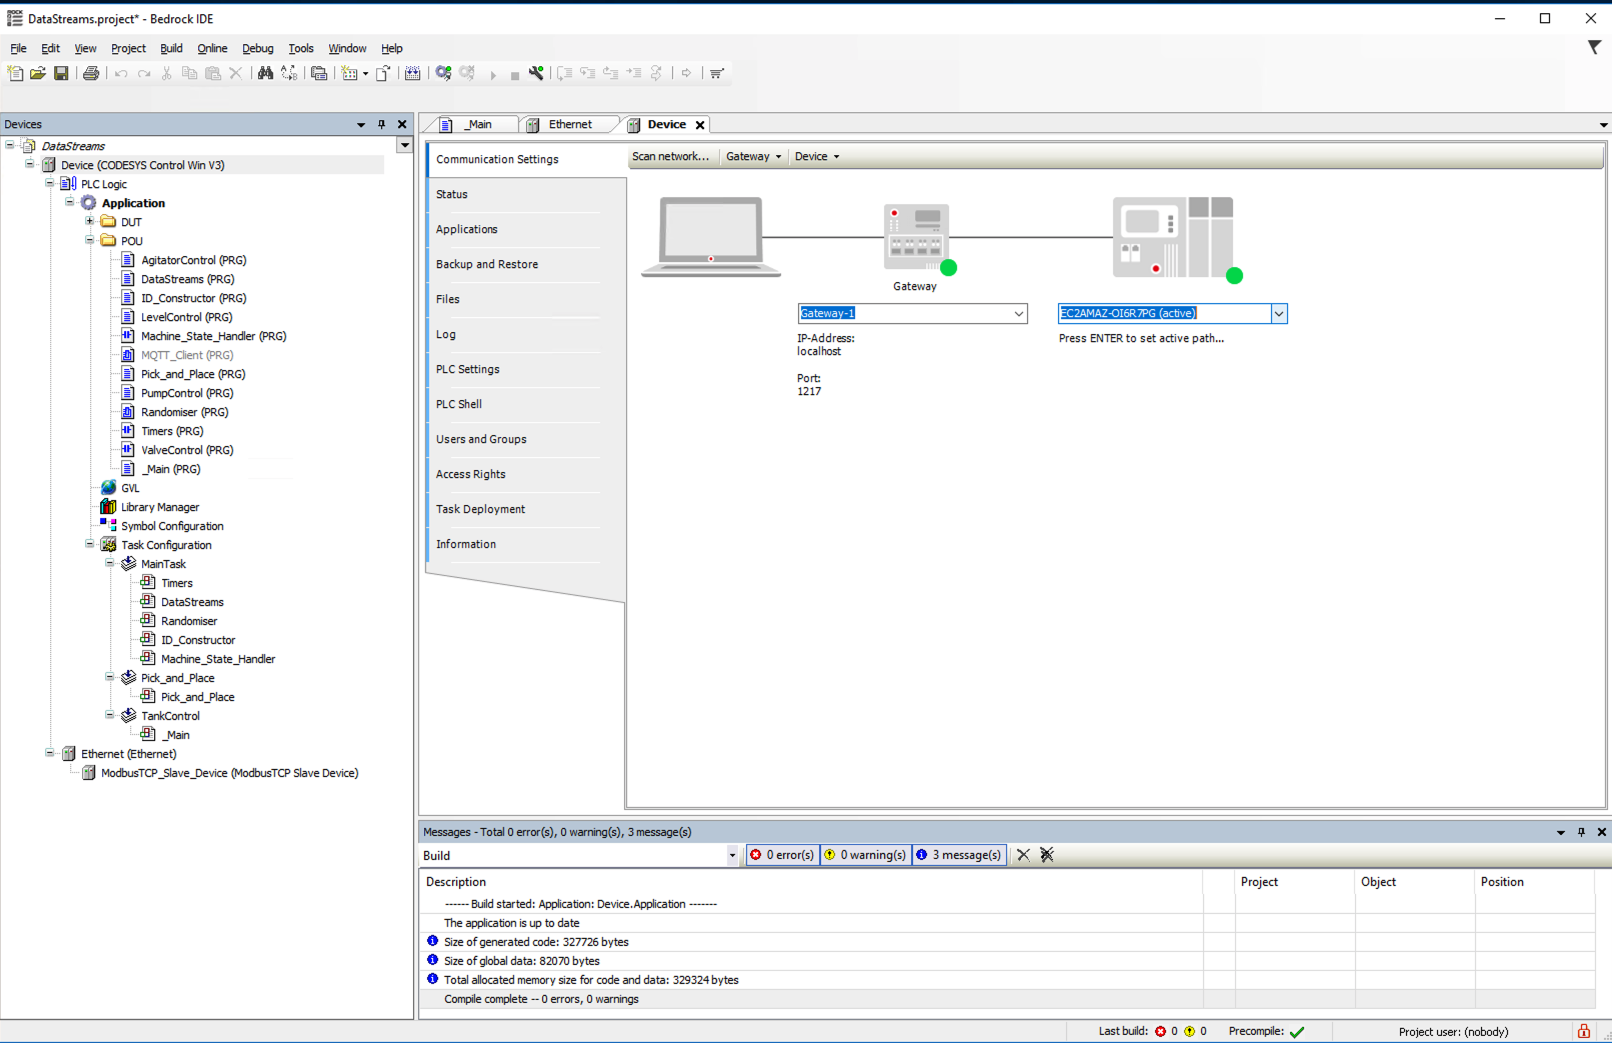 DataStreams.project* - Bedrock IDE
File Edit View Project Build Online Debug Tools Window Help
Devices
DataStreams
Device (CODESYS Control Win V3)
PLC Logic
Application
DUT
POU
AgitatorControl (PRG)
DataStreams (PRG)
ID_Constructor (PRG)
LevelControl (PRG)
Machine_State_Handler (PRG)
MQTT_Client (PRG)
Pick_and_Place (PRG)
PumpControl (PRG)
Randomiser (PRG)
Timers (PRG)
ValveControl (PRG)
_Main (PRG)
GVL
Library Manager
Symbol Configuration
Task Configuration
MainTask
Timers
DataStreams
Randomiser
ID_Constructor
Machine_State_Handler
Pick_and_Place
Pick_and_Place
TankControl
_Main
Ethernet (Ethernet)
ModbusTCP_Slave_Device (ModbusTCP Slave Device)
_Main Ethernet Device
Communication Settings
Status
Applications
Backup and Restore
Files
Log
PLC Settings
PLC Shell
Users and Groups
Access Rights
Task Deployment
Information
Scan network... Gateway Device
Gateway
Gateway-1
IP-Address:
localhost
Port:
1217
EC2AMAZ-OI6R7PG (active)
Press ENTER to set active path...
Messages - Total 0 error(s), 0 warning(s), 3 message(s)
Build 0 error(s) 0 warning(s) 3 message(s)
Description Project Object Position
------ Build started: Application: Device.Application -------
The application is up to date
Size of generated code: 327726 bytes
Size of global data: 82070 bytes
Total allocated memory size for code and data: 329324 bytes
Compile complete -- 0 errors, 0 warnings
Last build: 0 0 Precompile: Project user: (nobody)